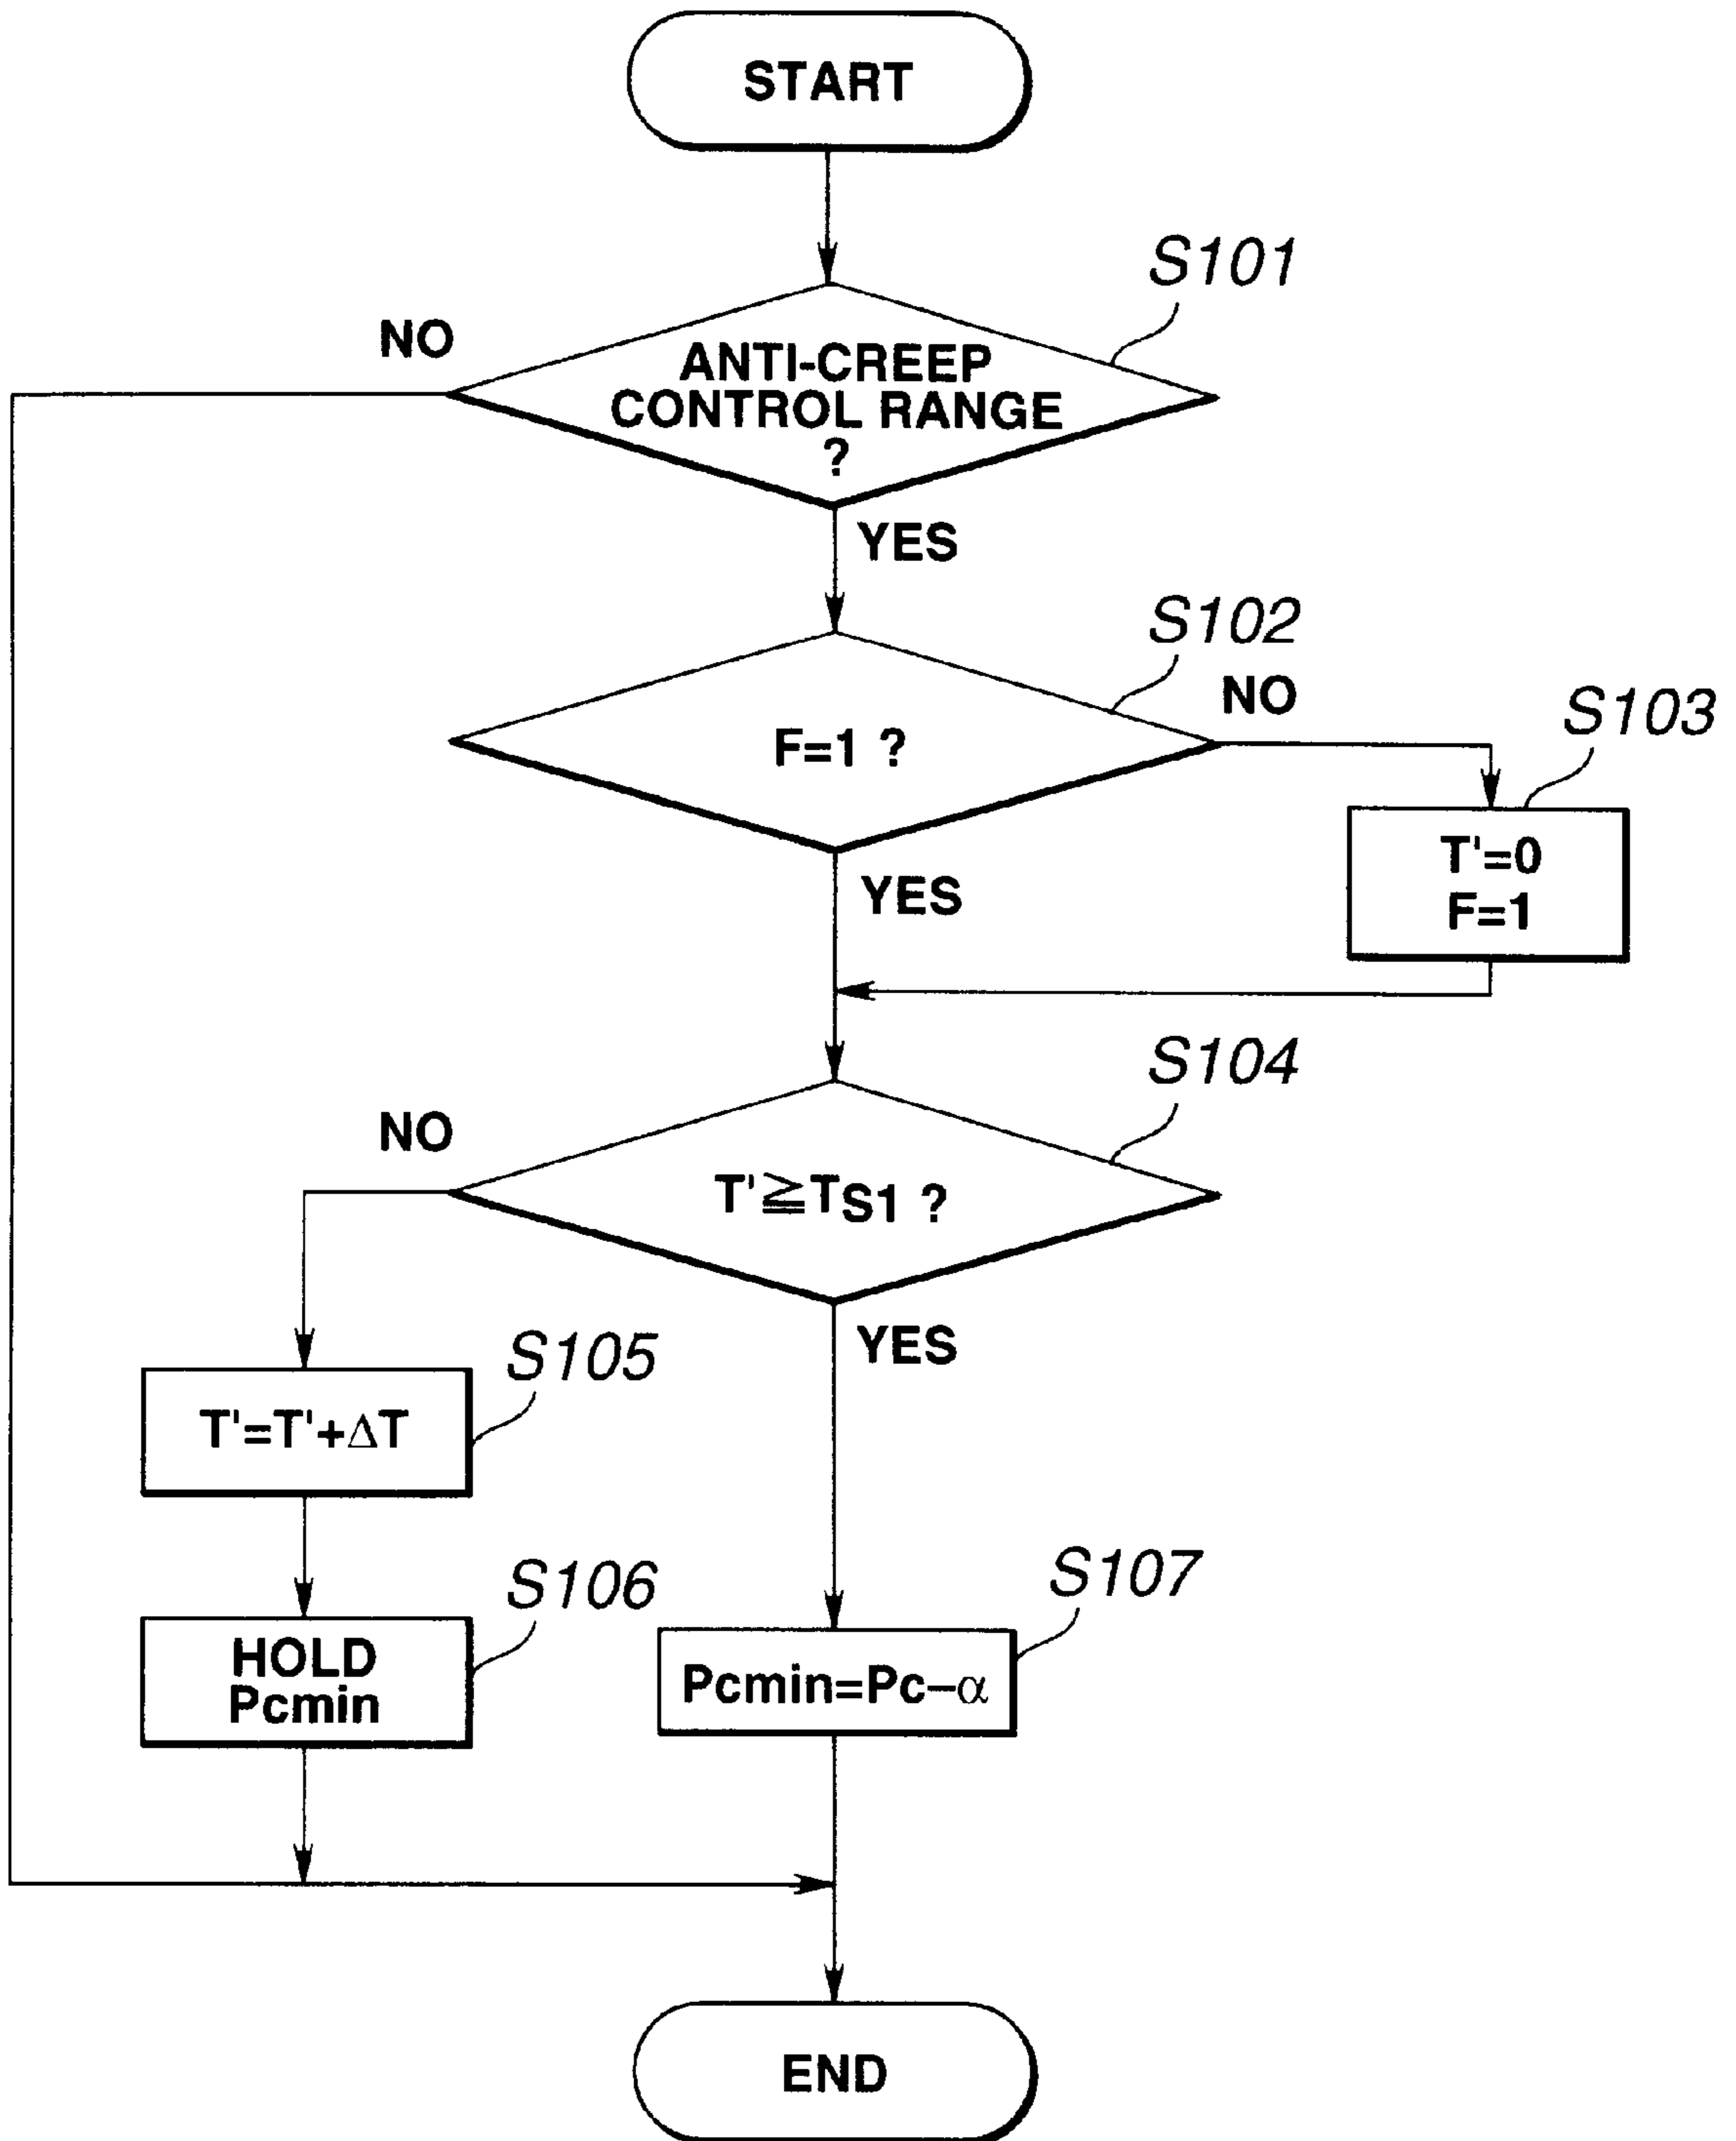 START
S101
NO
ANTI-CREEP
CONTROL RANGE
?
YES
S102
NO
F=1 ?
S103
T'=0
F=1
YES
S104
NO
T'≧TS1 ?
YES
S105
T'=T'+ΔT
S106
HOLD
Pcmin
S107
Pcmin=Pc−α
END